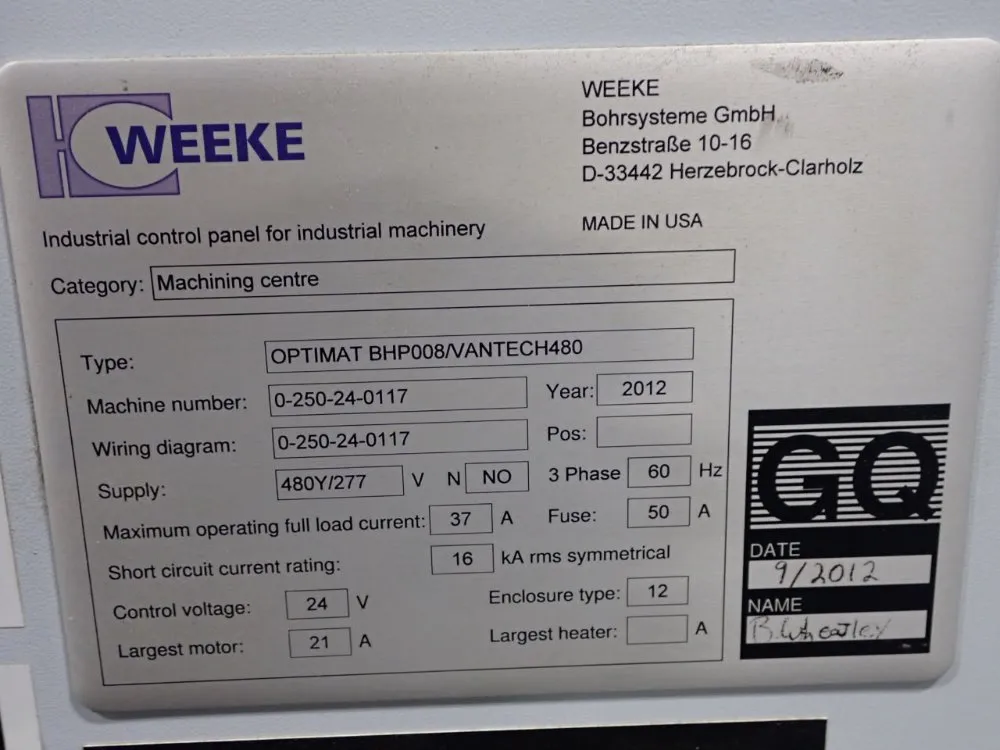 WEEKE
WEEKE
Bohrsysteme GmbH
Benzstraße 10-16
D-33442 Herzebrock-Clarholz
MADE IN USA
Industrial control panel for industrial machinery
Category: Machining centre
Type: OPTIMAT BHP008/VANTECH480
Machine number: 0-250-24-0117 Year: 2012
Wiring diagram: 0-250-24-0117 Pos:
Supply: 480Y/277 V N NO 3 Phase 60 Hz
Maximum operating full load current: 37 A Fuse: 50 A
Short circuit current rating: 16 kA rms symmetrical
Control voltage: 24 V Enclosure type: 12
Largest motor: 21 A Largest heater: A
GQ
DATE
9/2012
NAME
B. Wheatley